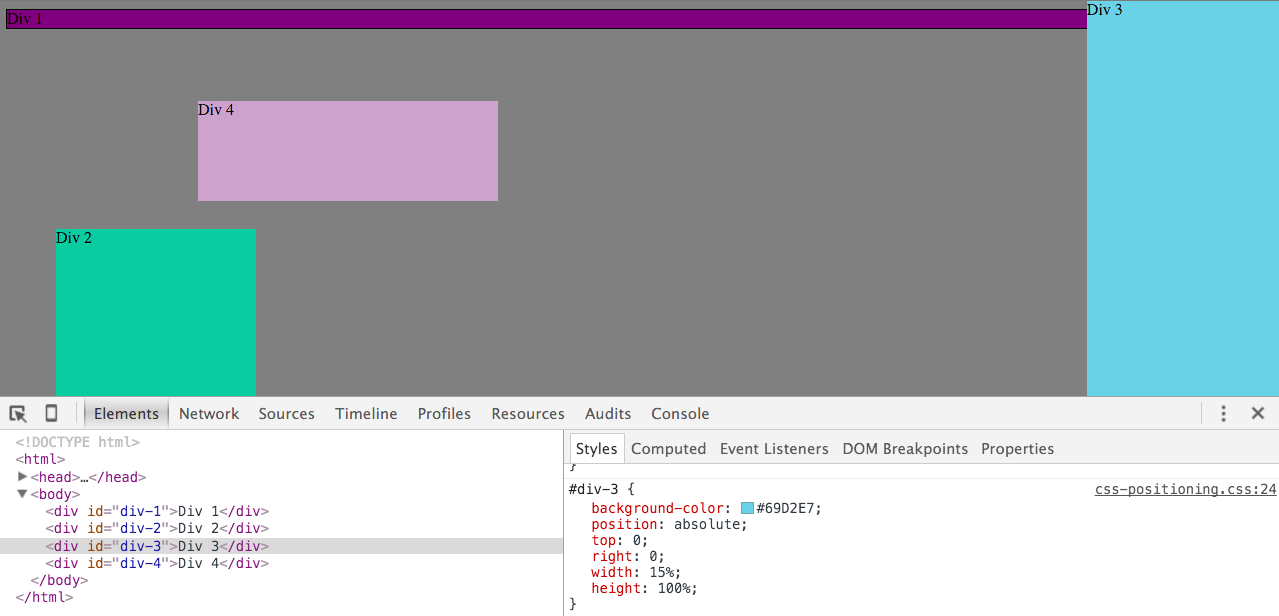 Div 1
Div 3
Div 4
Div 2
Elements Network Sources Timeline Profiles Resources Audits Console
<!DOCTYPE html>
<html>
<head>…</head>
<body>
<div id="div-1">Div 1</div>
<div id="div-2">Div 2</div>
<div id="div-3">Div 3</div>
<div id="div-4">Div 4</div>
</body>
</html>
Styles Computed Event Listeners DOM Breakpoints Properties
}
#div-3 { css-positioning.css:24
background-color: #69D2E7;
position: absolute;
top: 0;
right: 0;
width: 15%;
height: 100%;
}